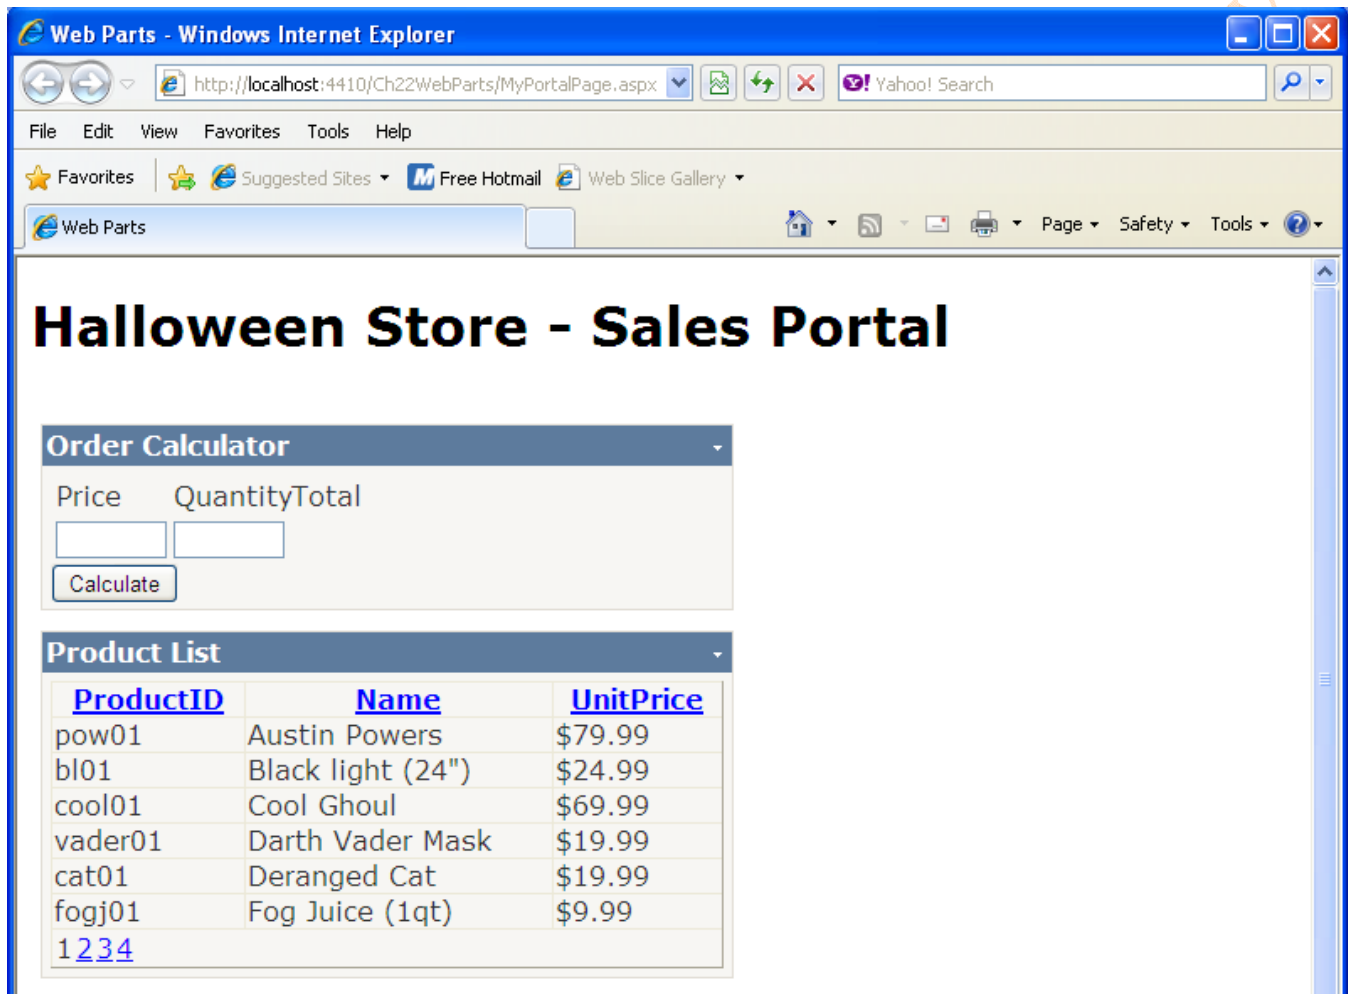 Web Parts - Windows Internet Explorer
http://localhost:4410/Ch22WebParts/MyPortalPage.aspx Yahoo! Search
File Edit View Favorites Tools Help
Favorites Suggested Sites Free Hotmail Web Slice Gallery
Web Parts Page Safety Tools
Halloween Store - Sales Portal
Order Calculator
Price QuantityTotal
Calculate
Product List
ProductID Name UnitPrice
pow01 Austin Powers $79.99
bl01 Black light (24") $24.99
cool01 Cool Ghoul $69.99
vader01 Darth Vader Mask $19.99
cat01 Deranged Cat $19.99
fogj01 Fog Juice (1qt) $9.99
1234